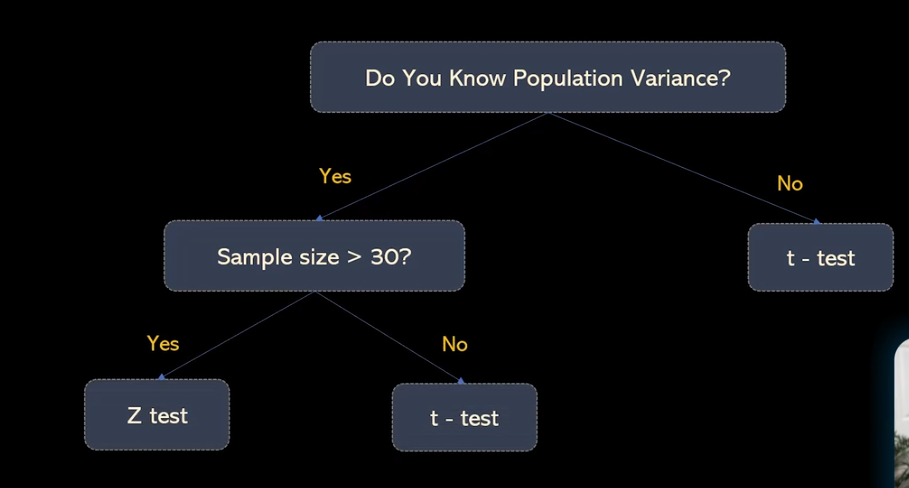 Do You Know Population Variance?
Yes
No
Sample size > 30?
t - test
Yes
No
Z test
t - test